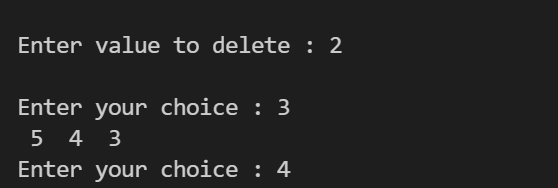 Enter value to delete : 2
Enter your choice : 3
5  4  3
Enter your choice : 4